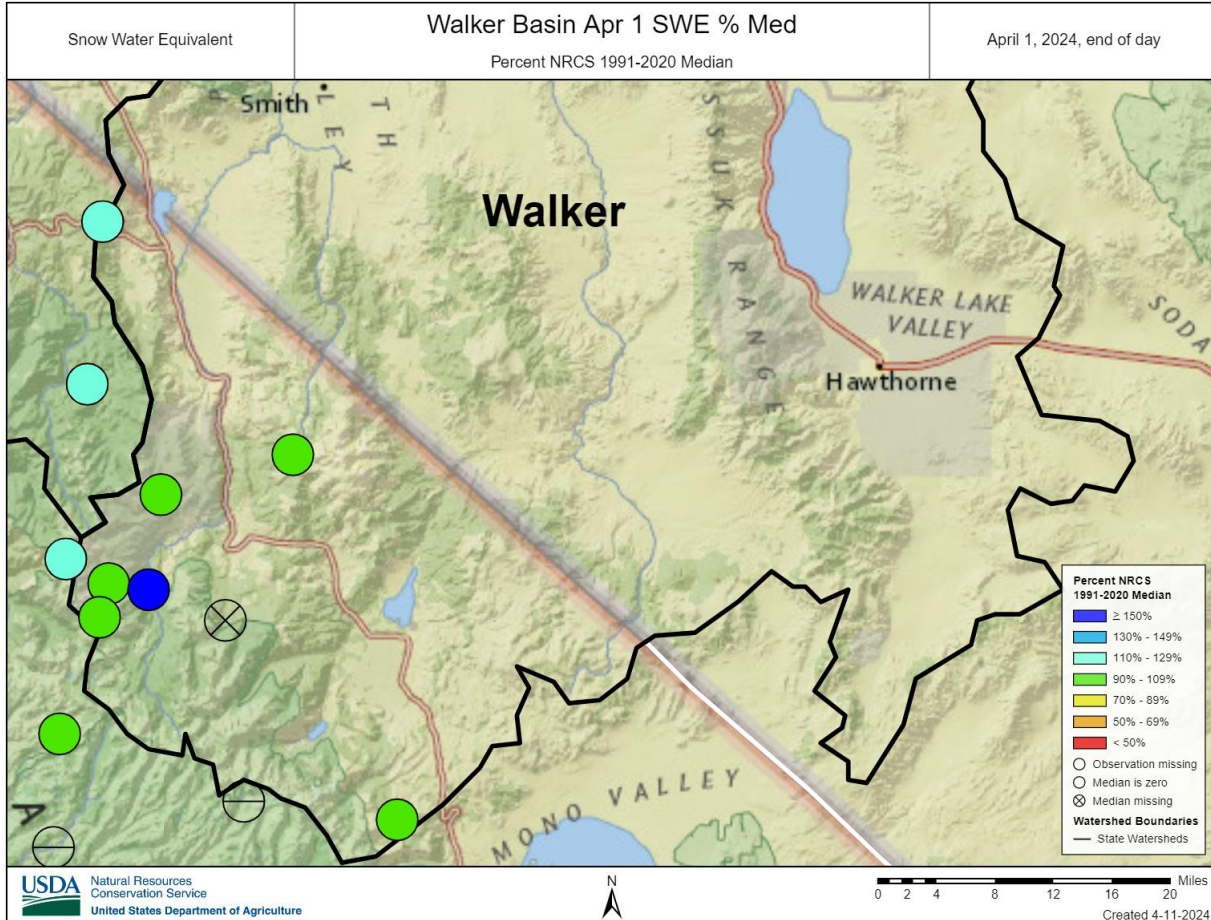 Snow Water Equivalent
Walker Basin Apr 1 SWE % Med
Percent NRCS 1991-2020 Median
April 1, 2024, end of day
Smith
P
L
E
Y
T
H
Walker
SSUK RANGE
WALKER LAKE
VALLEY
SODA
Hawthorne
MONO VALLEY
A
Percent NRCS
1991-2020 Median
≥ 150%
130% - 149%
110% - 129%
90% - 109%
70% - 89%
50% - 69%
< 50%
Observation missing
Median is zero
Median missing
Watershed Boundaries
State Watersheds
USDA
Natural Resources
Conservation Service
United States Department of Agriculture
N
0 2 4 8 12 16 20 Miles
Created 4-11-2024